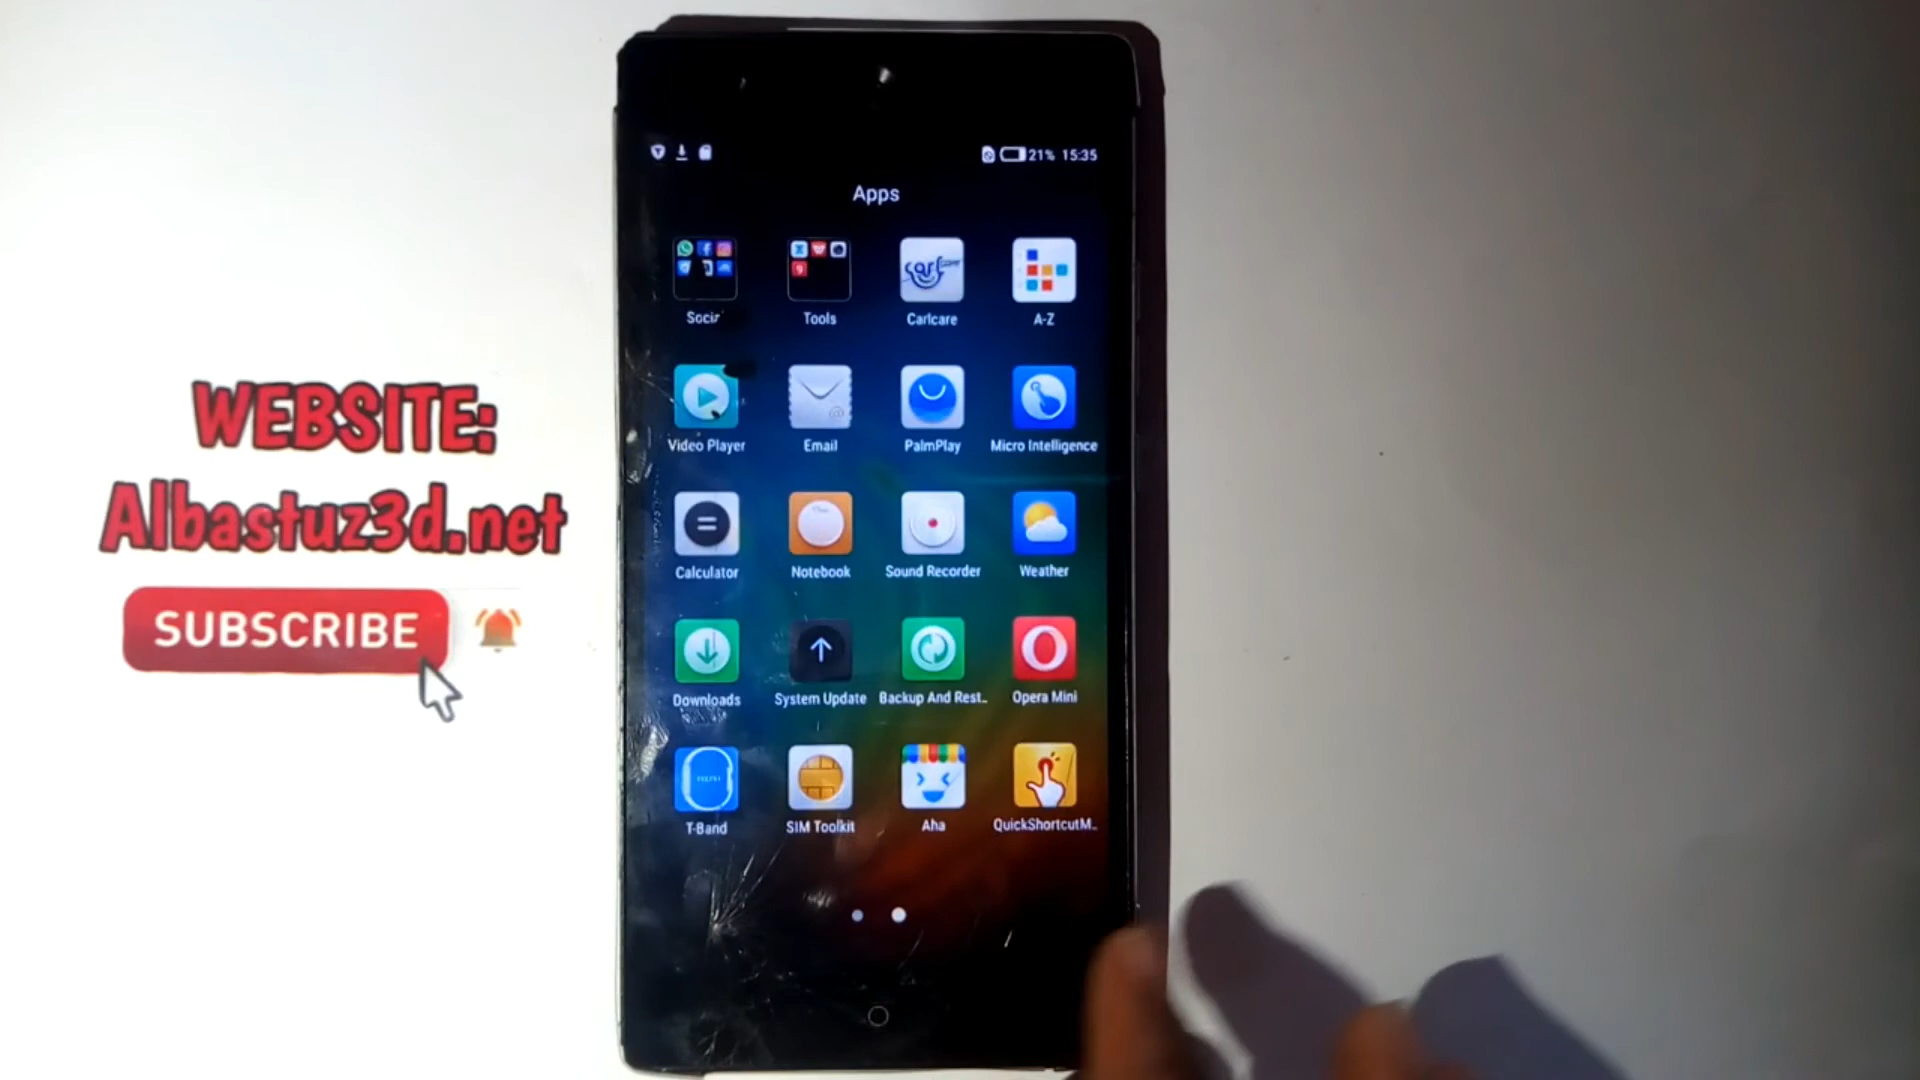 21% 15:35
Apps
Social Tools Carlcare A-Z
Video Player Email PalmPlay Micro Intelligence
Calculator Notebook Sound Recorder Weather
Downloads System Update Backup And Rest... Opera Mini
T-Band SIM Toolkit Aha QuickShortcutM...
WEBSITE:
Albastuz3d.net
SUBSCRIBE